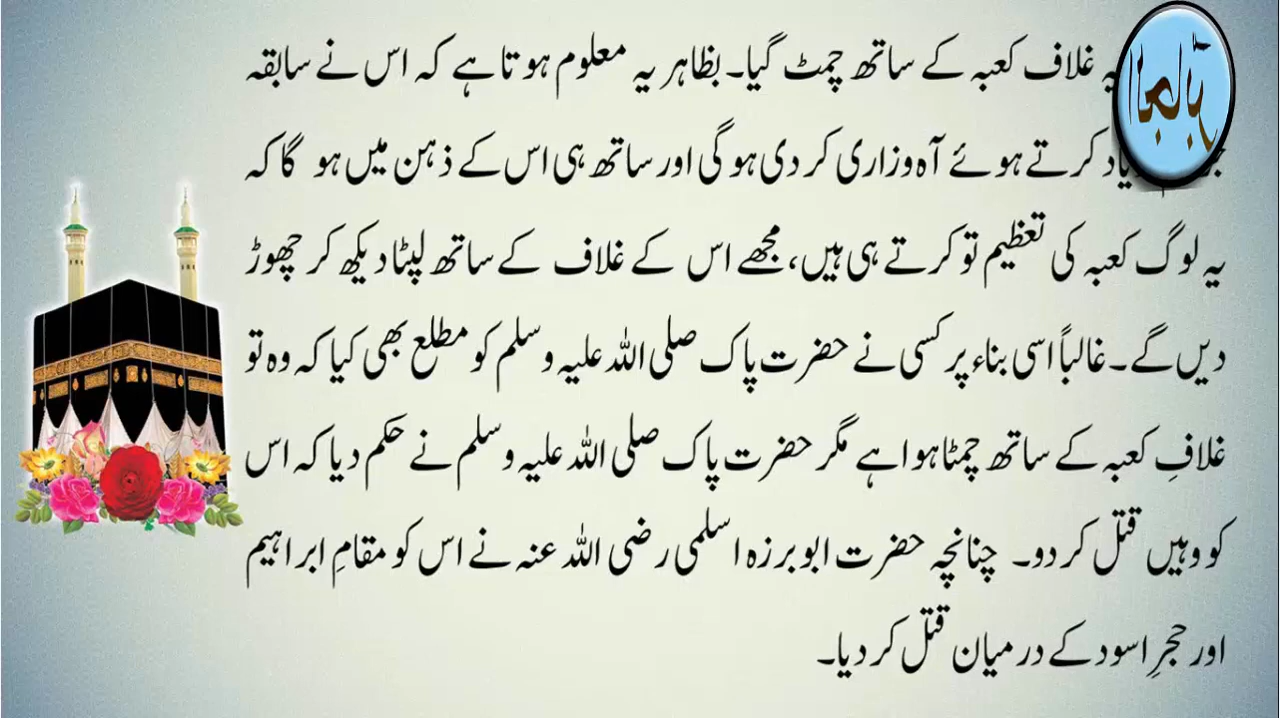 غلاف کعبہ کے ساتھ چمٹ گیا۔ بظاہر یہ معلوم ہوتا ہے کہ اس نے سابقہ
کرتے ہوئے آہ وزاری کر دی ہوگی اور ساتھ ہی اس کے ذہن میں ہو گا کہ
یہ لوگ کعبہ کی تعظیم تو کرتے ہی ہیں، مجھے اس کے غلاف کے ساتھ لپٹا دیکھ کر چھوڑ
دیں گے۔ غالباً اسی بناء پر کسی نے حضرت پاک صلی اللہ علیہ وسلم کو مطلع بھی کیا کہ وہ تو
غلافِ کعبہ کے ساتھ چمٹا ہوا ہے مگر حضرت پاک صلی اللہ علیہ وسلم نے حکم دیا کہ اس
کو وہیں قتل کر دو۔ چنانچہ حضرت ابو برزہ اسلمی رضی اللہ عنہ نے اس کو مقامِ ابراہیم
اور حجرِ اسود کے درمیان قتل کر دیا۔